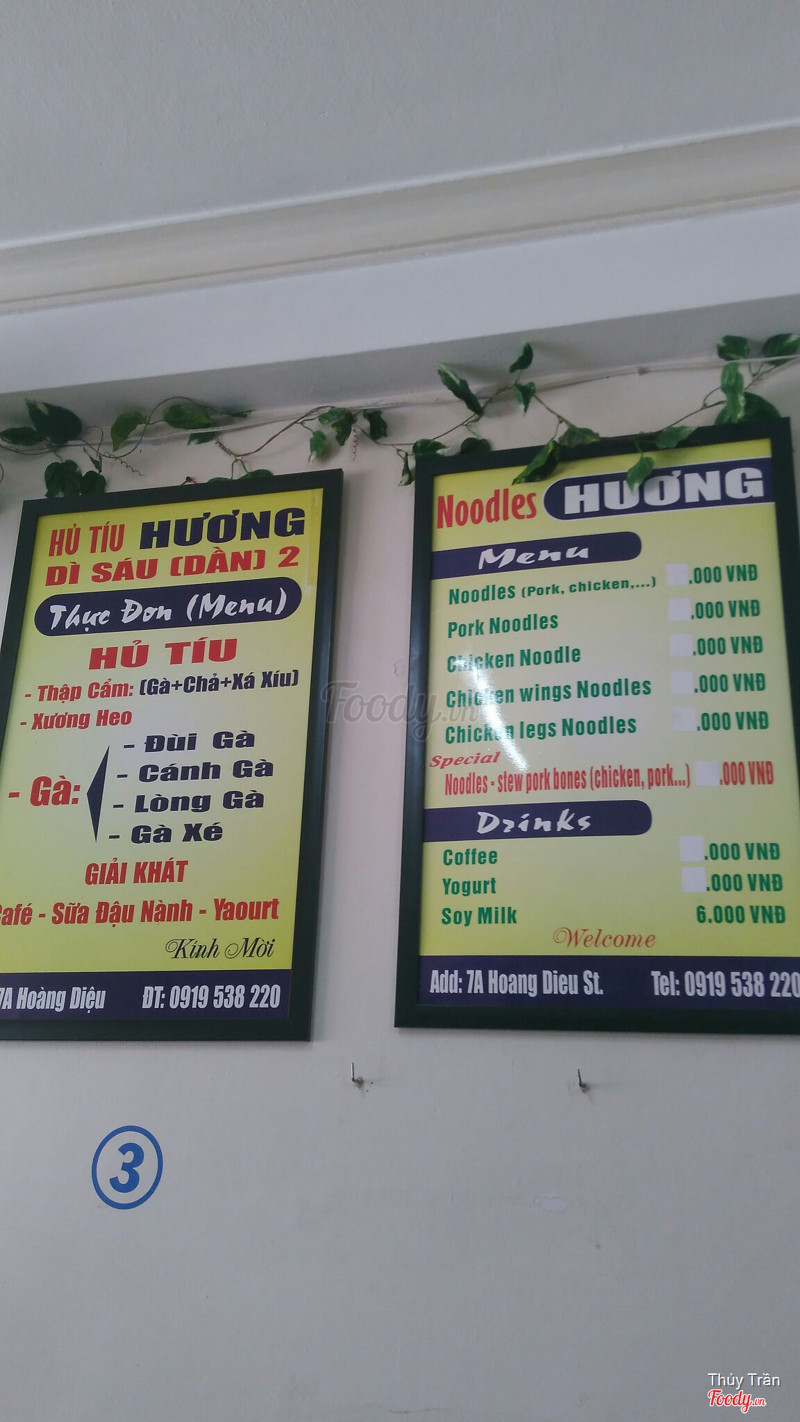 HỦ TÍU HƯƠNG
DÌ SÁU (DẦN) 2
Thực Đơn (Menu)
HỦ TÍU
- Thập Cẩm: (Gà+Chả+Xá Xíu)
- Xương Heo
- Gà:
- Đùi Gà
- Cánh Gà
- Lòng Gà
- Gà Xé
GIẢI KHÁT
Café - Sữa Đậu Nành - Yaourt
Kính Mời
7A Hoàng Diệu ĐT: 0919 538 220
Noodles HƯƠNG
Menu
Noodles (Pork, chicken,...) .000 VNĐ
Pork Noodles .000 VNĐ
Chicken Noodle .000 VNĐ
Chicken wings Noodles .000 VNĐ
Chicken legs Noodles .000 VNĐ
Special
Noodles - stew pork bones (chicken, pork...) .000 VNĐ
Drinks
Coffee .000 VNĐ
Yogurt .000 VNĐ
Soy Milk 6.000 VNĐ
Welcome
Add: 7A Hoang Dieu St. Tel: 0919 538 220
3
Foody.vn
Thủy Trần
Foody.vn